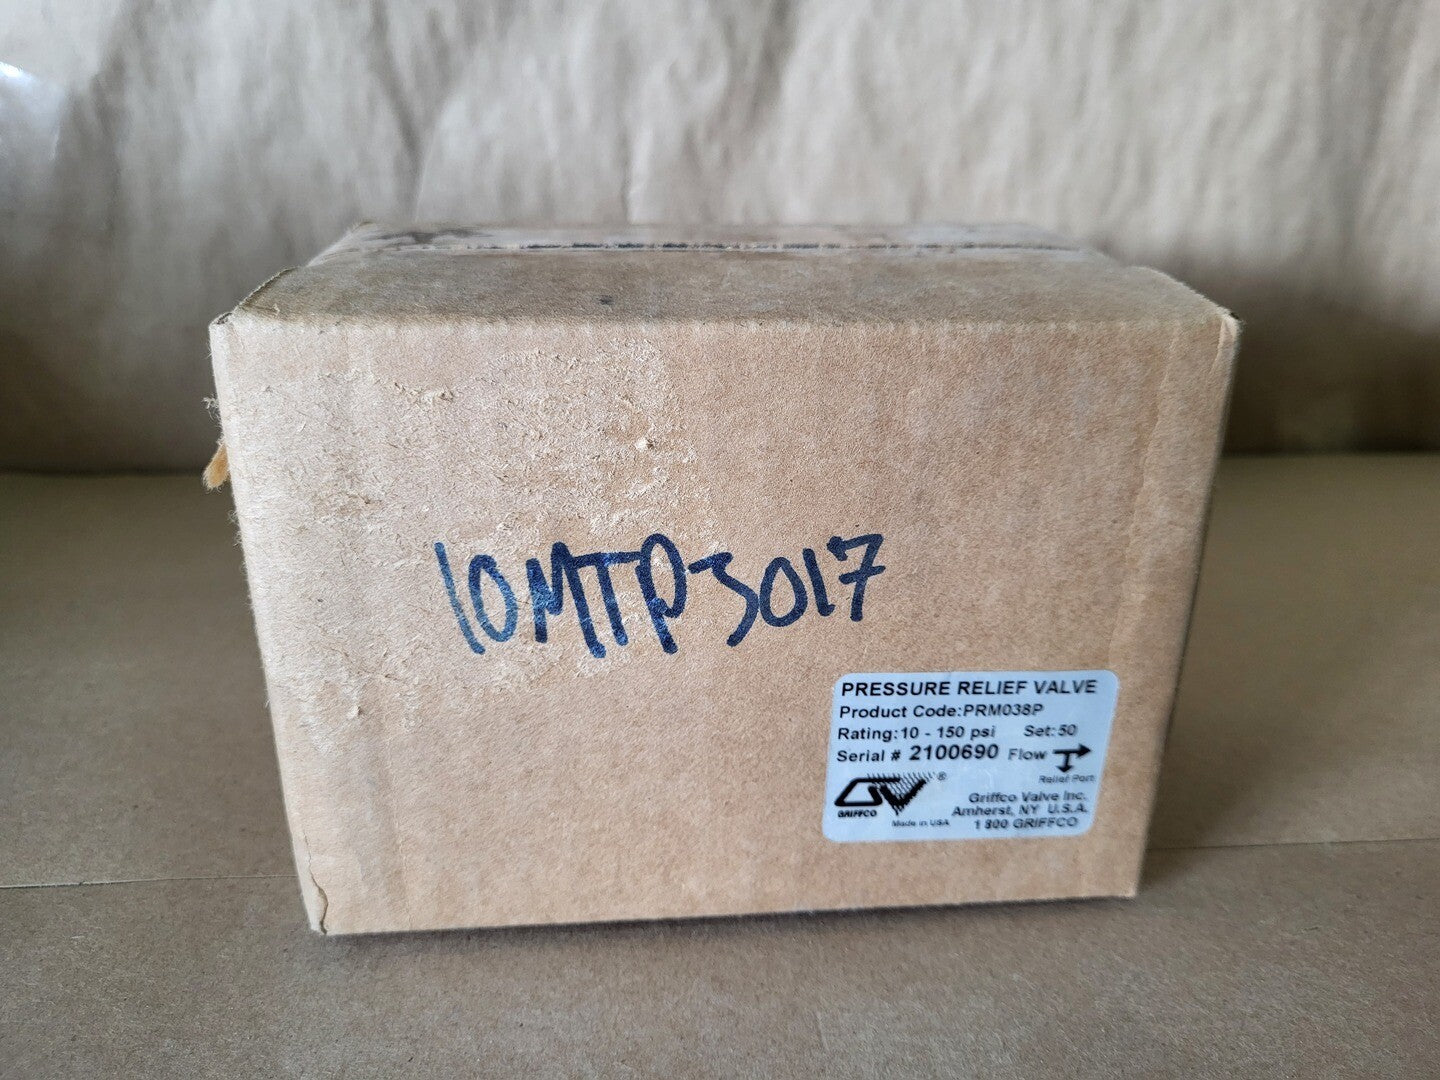 10MTP3017
PRESSURE RELIEF VALVE
Product Code:PRM038P
Rating:10 - 150 psi Set:50
Serial # 2100690 Flow
Relief Port
GV®
GRIFFCO
Made in USA
Griffco Valve Inc.
Amherst, NY U.S.A.
1 800 GRIFFCO